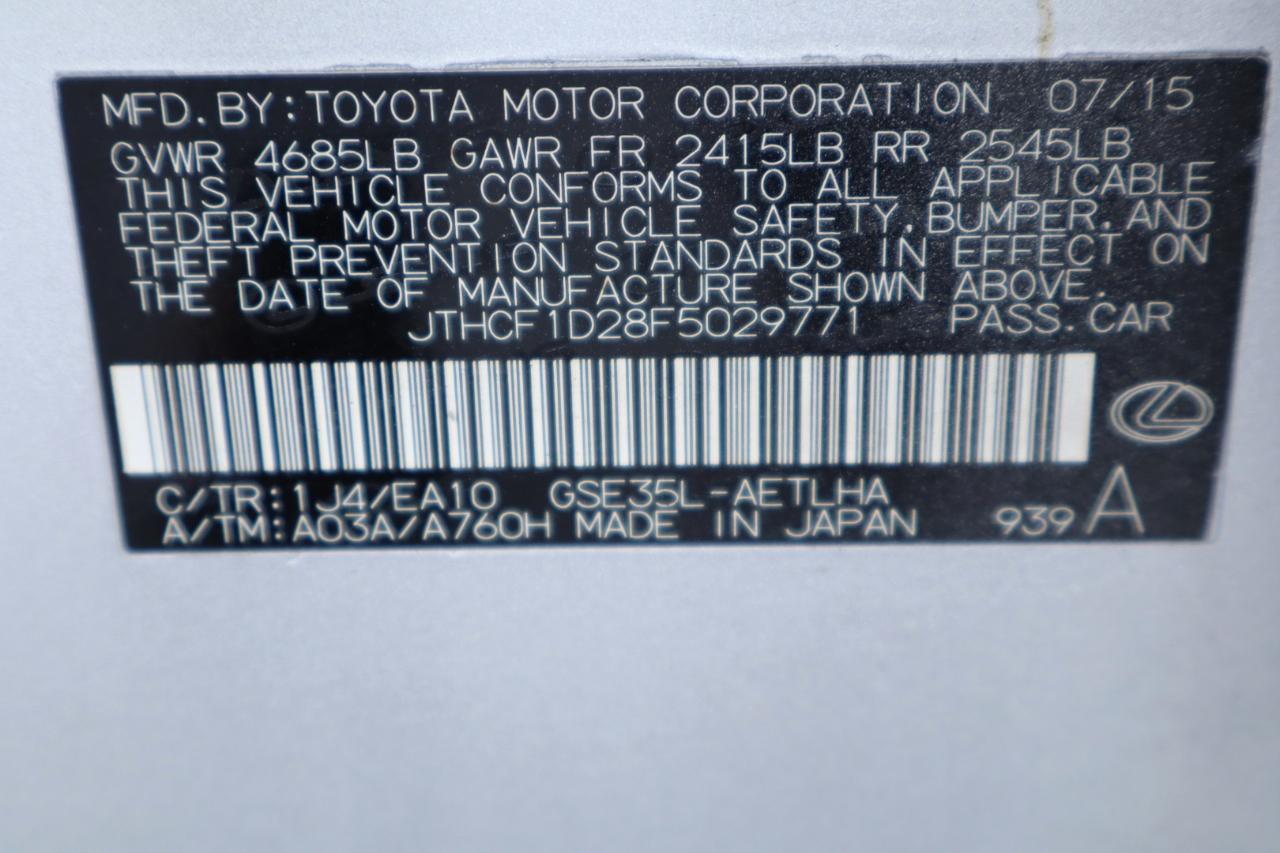 MFD. BY: TOYOTA MOTOR CORPORATION 07/15
GVWR 4685LB GAWR FR 2415LB RR 2545LB
THIS VEHICLE CONFORMS TO ALL APPLICABLE
FEDERAL MOTOR VEHICLE SAFETY, BUMPER, AND
THEFT PREVENTION STANDARDS IN EFFECT ON
THE DATE OF MANUFACTURE SHOWN ABOVE.
JTHCF1D28F5029771 PASS. CAR
C/TR: 1J4/EA10 GSE35L-AETLHA
A/TM: A03A/A760H MADE IN JAPAN 939 A